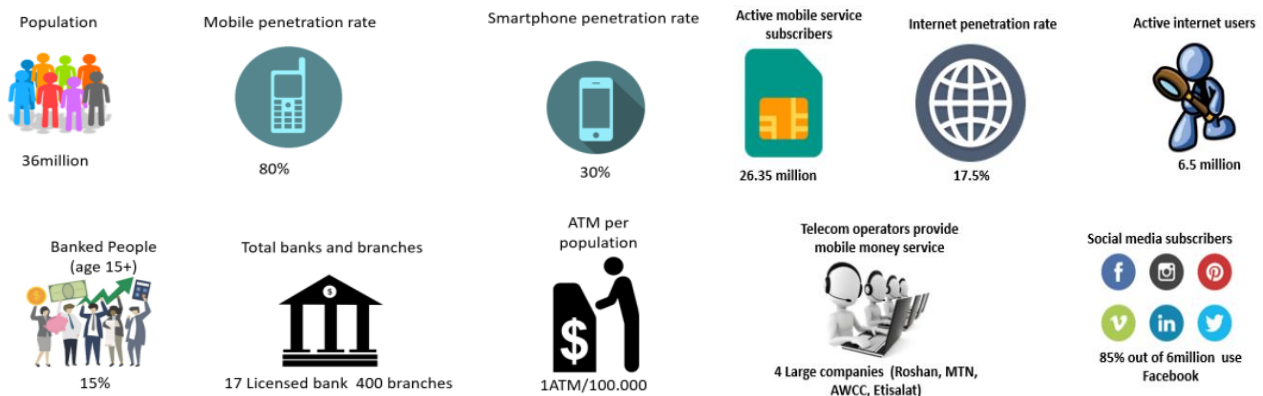 Population
36million
Mobile penetration rate
80%
Smartphone penetration rate
30%
Active mobile service
subscribers
26.35 million
Internet penetration rate
17.5%
Active internet users
6.5 million
Banked People
(age 15+)
15%
Total banks and branches
$
17 Licensed bank 400 branches
ATM per
population
$
1ATM/100.000
Telecom operators provide
mobile money service
4 Large companies (Roshan, MTN,
AWCC, Etisalat)
Social media subscribers
85% out of 6million use
Facebook